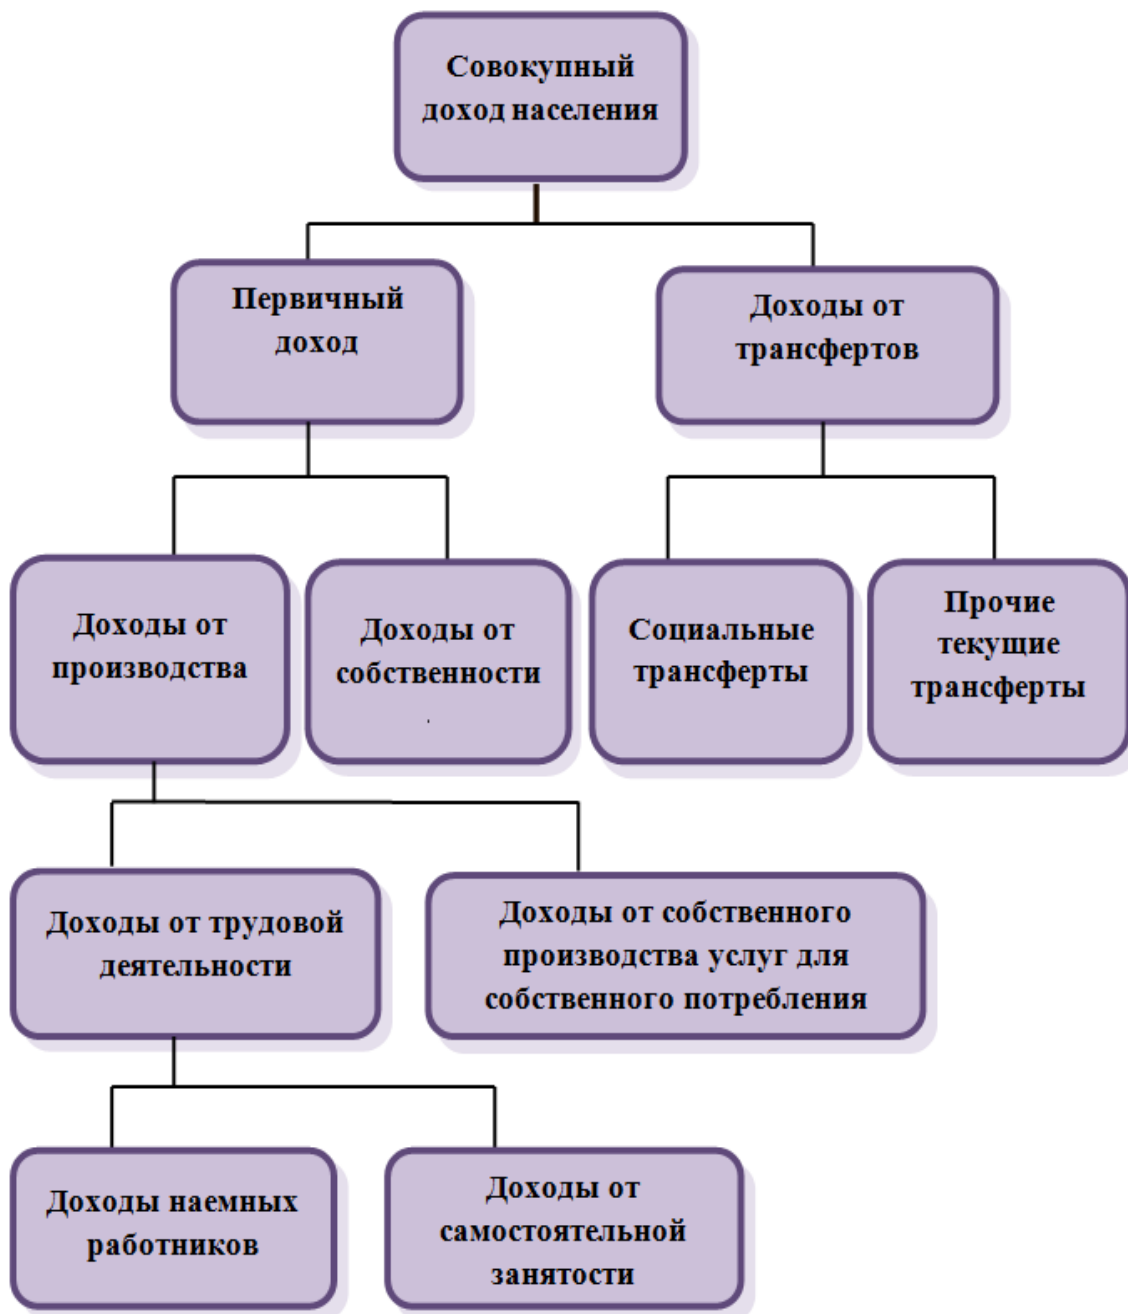 Совокупный
доход населения
Первичный
доход
Доходы от
трансфертов
Доходы от
производства
Доходы от
собственности
Социальные
трансферты
Прочие
текущие
трансферты
Доходы от трудовой
деятельности
Доходы от собственного
производства услуг для
собственного потребления
Доходы наемных
работников
Доходы от
самостоятельной
занятости